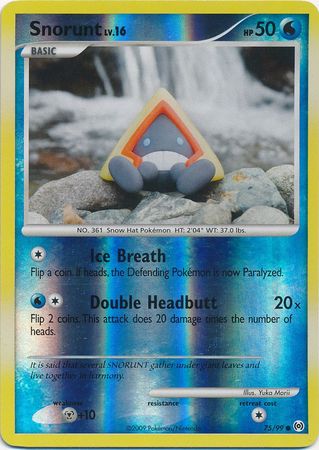 Snorunt LV.16 HP 50
BASIC
NO. 361 Snow Hat Pokémon HT: 2'04" WT: 37.0 lbs.
Ice Breath
Flip a coin. If heads, the Defending Pokémon is now Paralyzed.
Double Headbutt 20x
Flip 2 coins. This attack does 20 damage times the number of
heads.
It is said that several SNORUNT gather under giant leaves and
live together in harmony.
Illus. Yuka Morii
weakness resistance retreat cost
+10
©2009 Pokémon/Nintendo 75/99